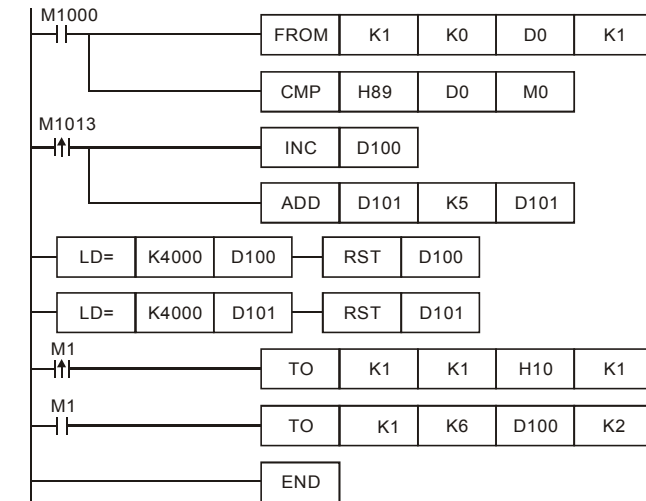 M1000
FROM K1 K0 D0 K1
CMP H89 D0 M0
M1013
INC D100
ADD D101 K5 D101
LD= K4000 D100 RST D100
LD= K4000 D101 RST D101
M1
TO K1 K1 H10 K1
M1
TO K1 K6 D100 K2
END